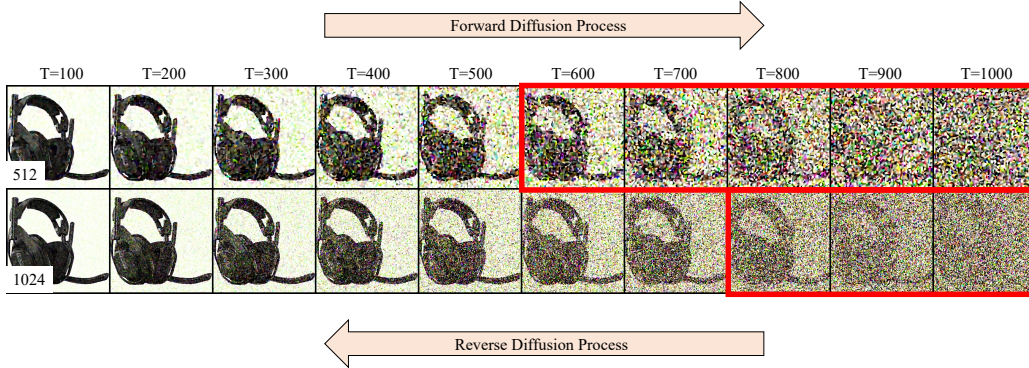 Forward Diffusion Process
T=100 T=200 T=300 T=400 T=500 T=600 T=700 T=800 T=900 T=1000
512
1024
Reverse Diffusion Process